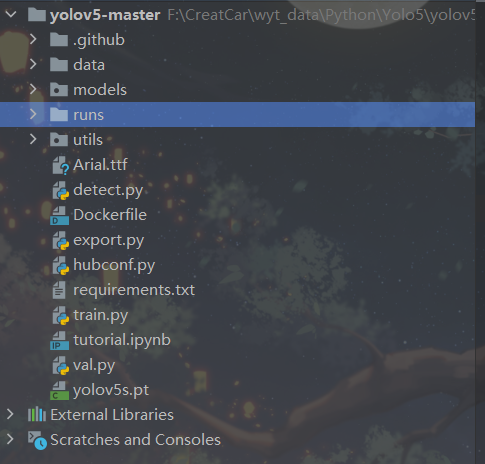 yolov5-master F:\CreatCar\wyt_data\Python\Yolo5\yolov5
.github
data
models
runs
utils
Arial.ttf
detect.py
Dockerfile
export.py
hubconf.py
requirements.txt
train.py
tutorial.ipynb
val.py
yolov5s.pt
External Libraries
Scratches and Consoles